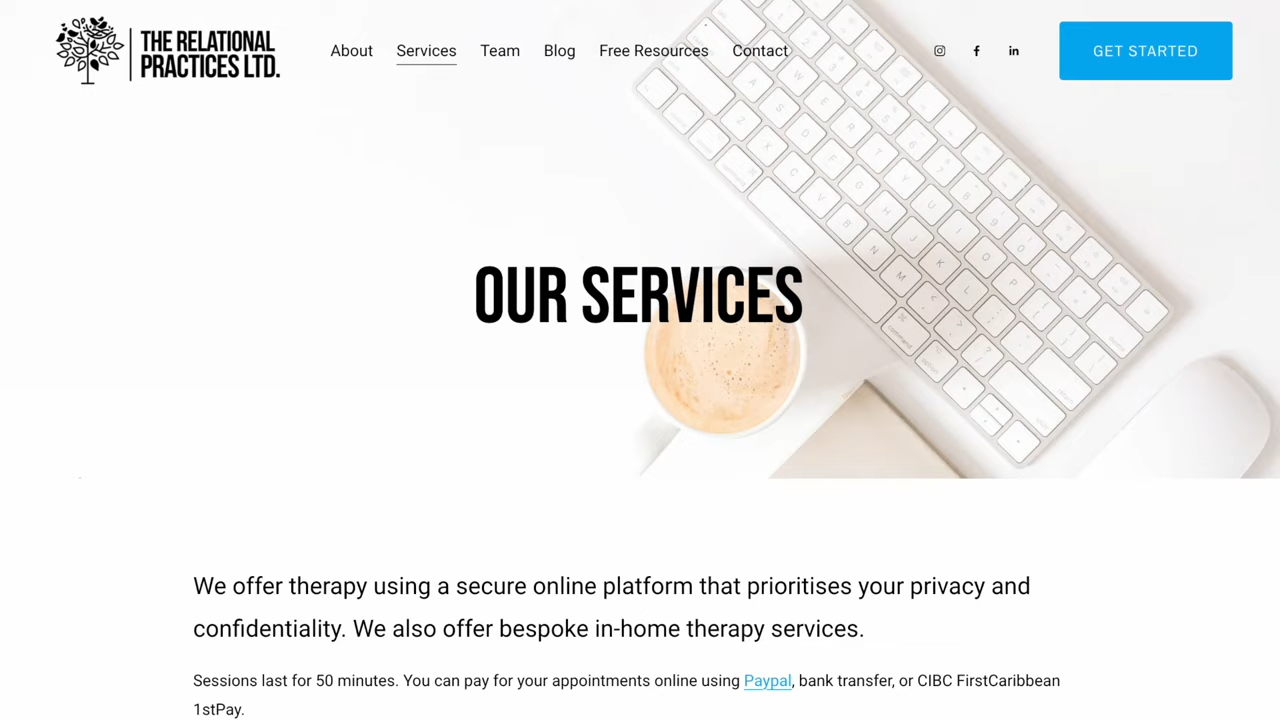 THE RELATIONAL
PRACTICES LTD.
About Services Team Blog Free Resources Contact
GET STARTED
OUR SERVICES
We offer therapy using a secure online platform that prioritises your privacy and
confidentiality. We also offer bespoke in-home therapy services.
Sessions last for 50 minutes. You can pay for your appointments online using Paypal, bank transfer, or CIBC FirstCaribbean
1stPay.